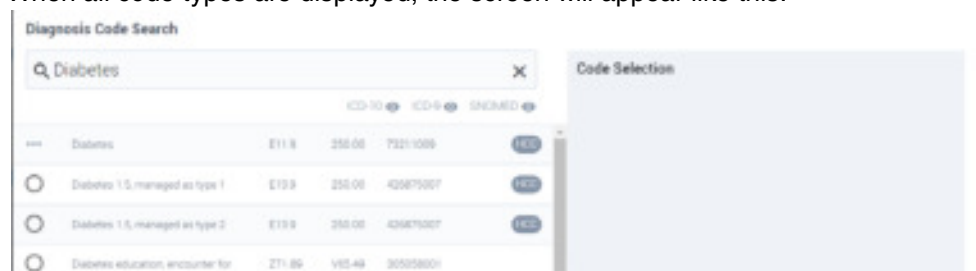 When all code types are displayed, the screen will appear like this:
Diagnosis Code Search
Diabetes
Code Selection
ICD-10 ICD-9 SNOMED
Diabetes E11.9 250.00 73211009 HCC
Diabetes 1.5, managed as type 1 E13.9 250.00 426875007 HCC
Diabetes 1.5, managed as type 2 E13.9 250.00 426875007 HCC
Diabetes education, encounter for Z71.89 V65.49 305058001